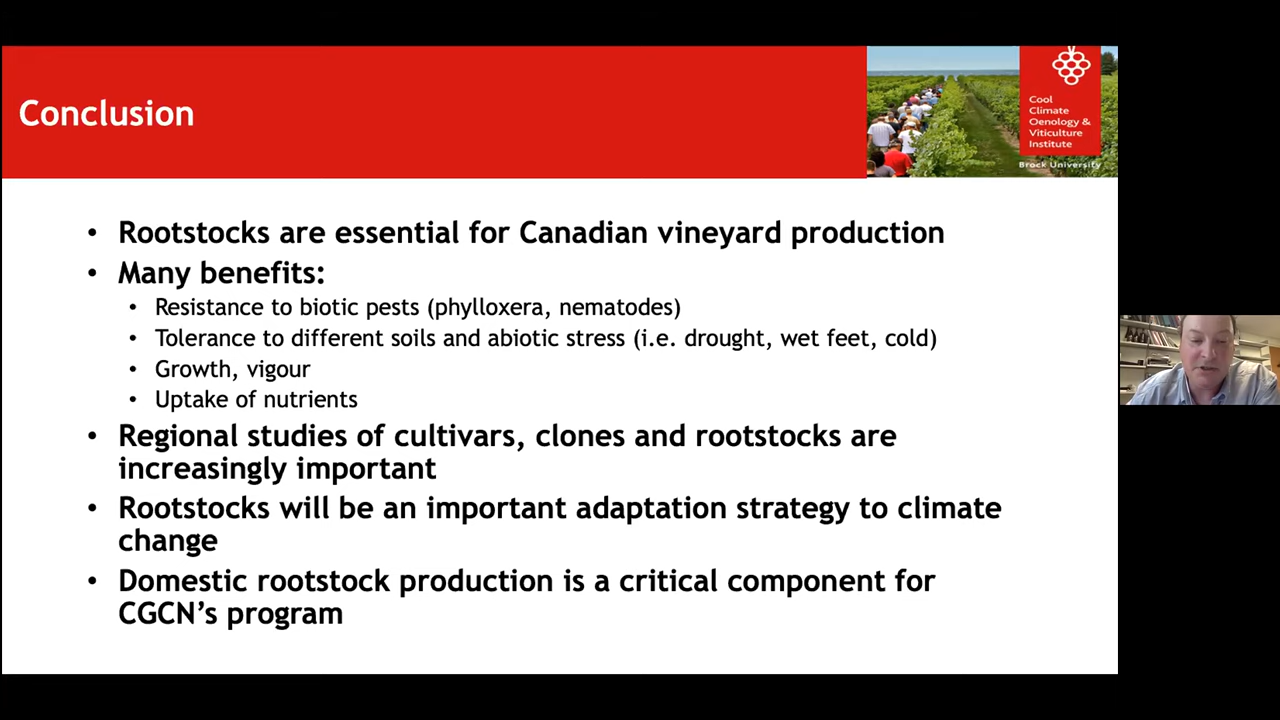 Conclusion
Cool
Climate
Oenology &
Viticulture
Institute
Brock University
• Rootstocks are essential for Canadian vineyard production
• Many benefits:
• Resistance to biotic pests (phylloxera, nematodes)
• Tolerance to different soils and abiotic stress (i.e. drought, wet feet, cold)
• Growth, vigour
• Uptake of nutrients
• Regional studies of cultivars, clones and rootstocks are
increasingly important
• Rootstocks will be an important adaptation strategy to climate
change
• Domestic rootstock production is a critical component for
CGCN’s program